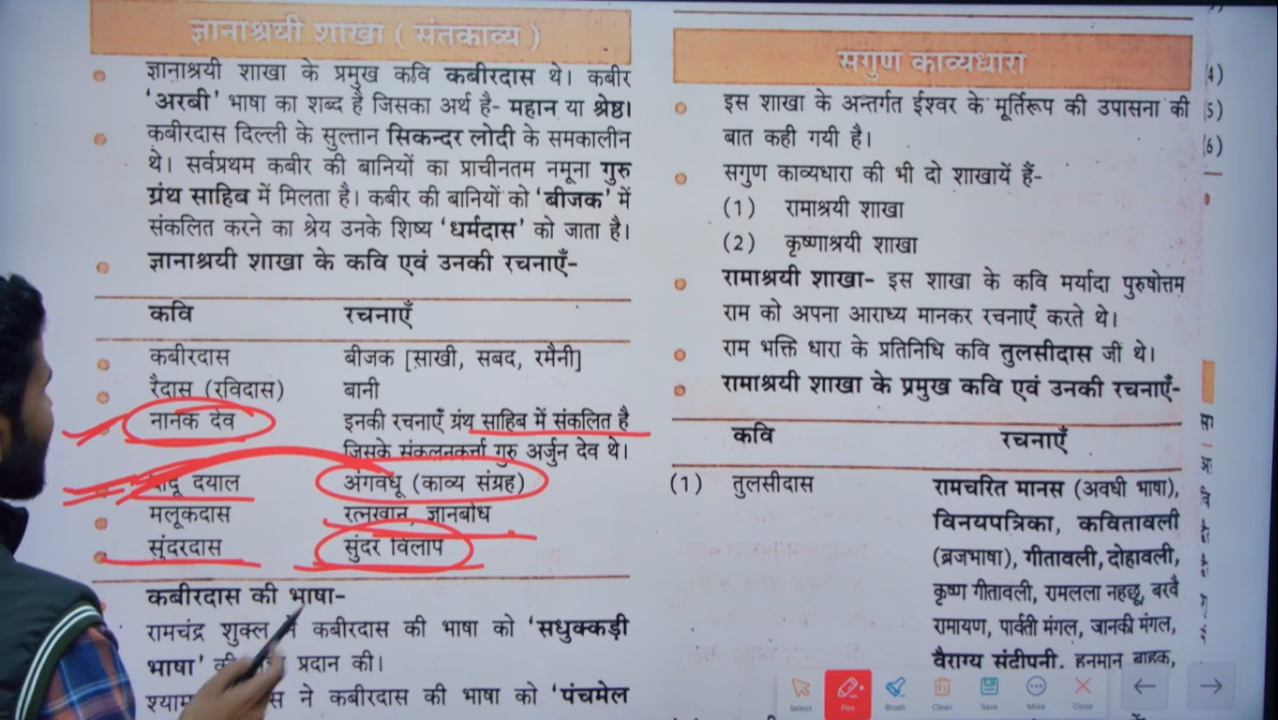 ज्ञानाश्रयी शाखा ( संतकाव्य )
ज्ञानाश्रयी शाखा के प्रमुख कवि कबीरदास थे। कबीर
'अरबी' भाषा का शब्द है जिसका अर्थ है- महान या श्रेष्ठ।
कबीरदास दिल्ली के सुल्तान सिकन्दर लोदी के समकालीन
थे। सर्वप्रथम कबीर की बानियों का प्राचीनतम नमूना गुरु
ग्रंथ साहिब में मिलता है। कबीर की बानियों को 'बीजक' में
संकलित करने का श्रेय उनके शिष्य 'धर्मदास' को जाता है।
ज्ञानाश्रयी शाखा के कवि एवं उनकी रचनाएँ-
कवि रचनाएँ
कबीरदास बीजक [साखी, सबद, रमैनी]
रैदास (रविदास) बानी
नानक देव इनकी रचनाएँ ग्रंथ साहिब में संकलित है
जिसके संकलनकर्त्ता गुरु अर्जुन देव थे।
दादू दयाल अंगवधू (काव्य संग्रह)
मलूकदास रत्नखान, ज्ञानबोध
सुंदरदास सुंदर विलाप
कबीरदास की भाषा-
रामचंद्र शुक्ल कबीरदास की भाषा को 'सधुक्कड़ी
भाषा' प्रदान की।
ने कबीरदास की भाषा को 'पंचमेल
सगुण काव्यधारा
इस शाखा के अन्तर्गत ईश्वर के मूर्तिरूप की उपासना की
बात कही गयी है।
सगुण काव्यधारा की भी दो शाखायें हैं-
(1) रामाश्रयी शाखा
(2) कृष्णाश्रयी शाखा
रामाश्रयी शाखा- इस शाखा के कवि मर्यादा पुरुषोत्तम
राम को अपना आराध्य मानकर रचनाएँ करते थे।
राम भक्ति धारा के प्रतिनिधि कवि तुलसीदास जी थे।
रामाश्रयी शाखा के प्रमुख कवि एवं उनकी रचनाएँ-
कवि रचनाएँ
(1) तुलसीदास रामचरित मानस (अवधी भाषा),
विनयपत्रिका, कवितावली
(ब्रजभाषा), गीतावली, दोहावली,
कृष्ण गीतावली, रामलला नहछू, बरवै
रामायण, पार्वती मंगल, जानकी मंगल,
वैराग्य संदीपनी, हनुमान बाहुक,
4)
5)
6)
Select Pen Brush Clean Save More Close